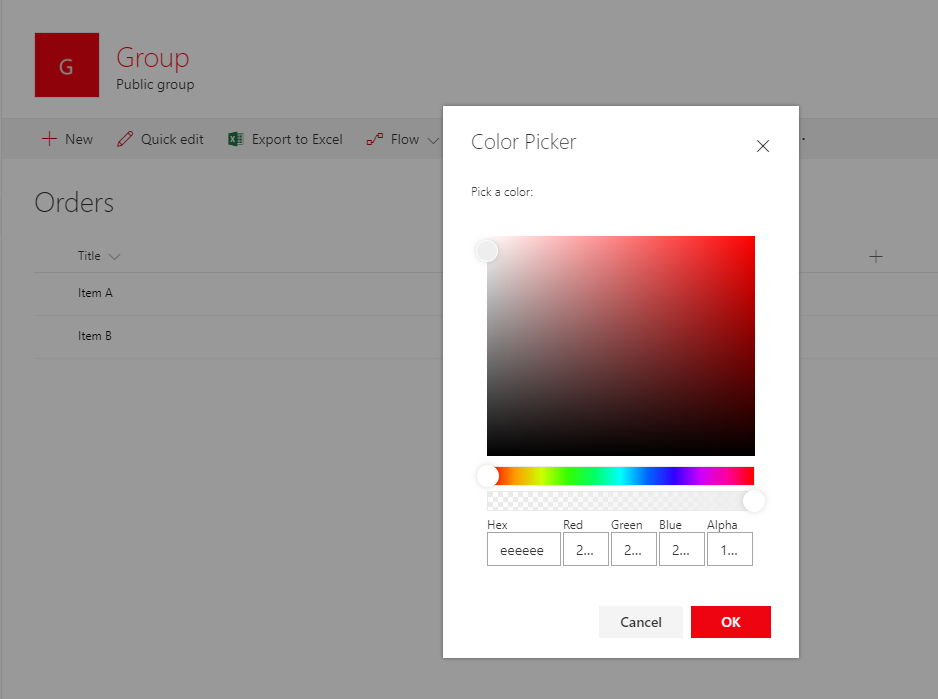 G
Group
Public group
New
Quick edit
Export to Excel
Flow
Orders
Title
Item A
Item B
Color Picker
Pick a color:
Hex Red Green Blue Alpha
eeeeee 2... 2... 2... 1...
Cancel OK